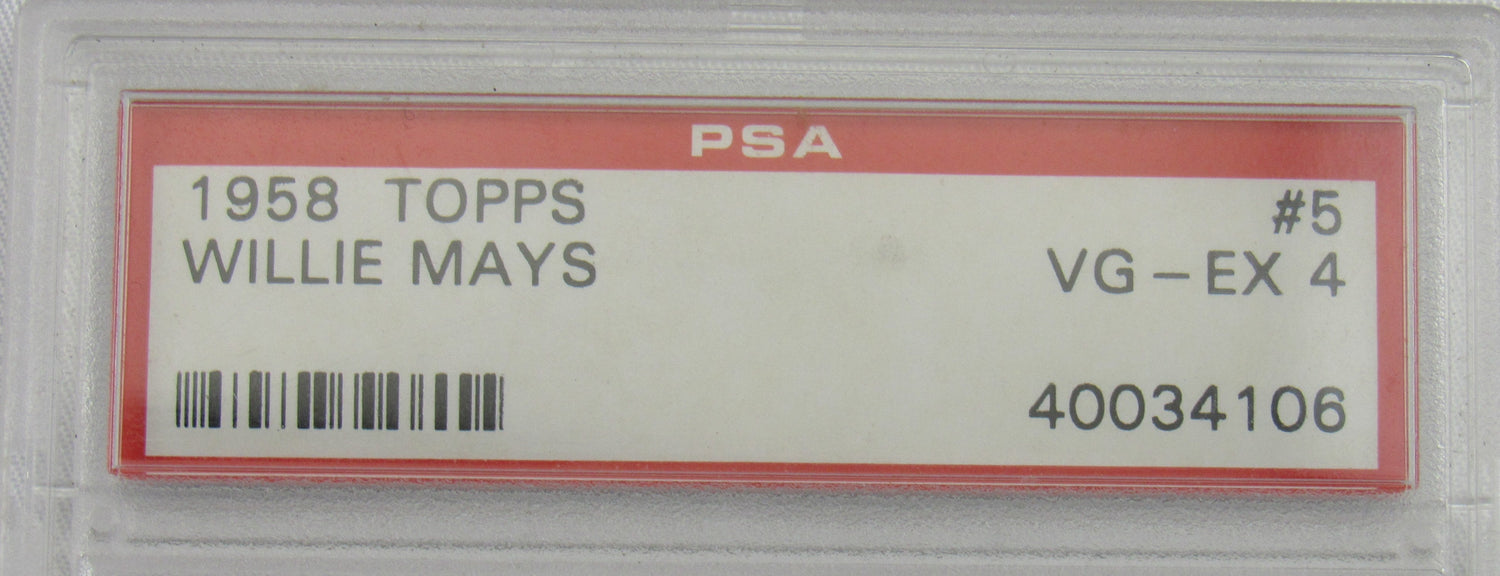 PSA
1958 TOPPS #5
WILLIE MAYS VG-EX 4
40034106